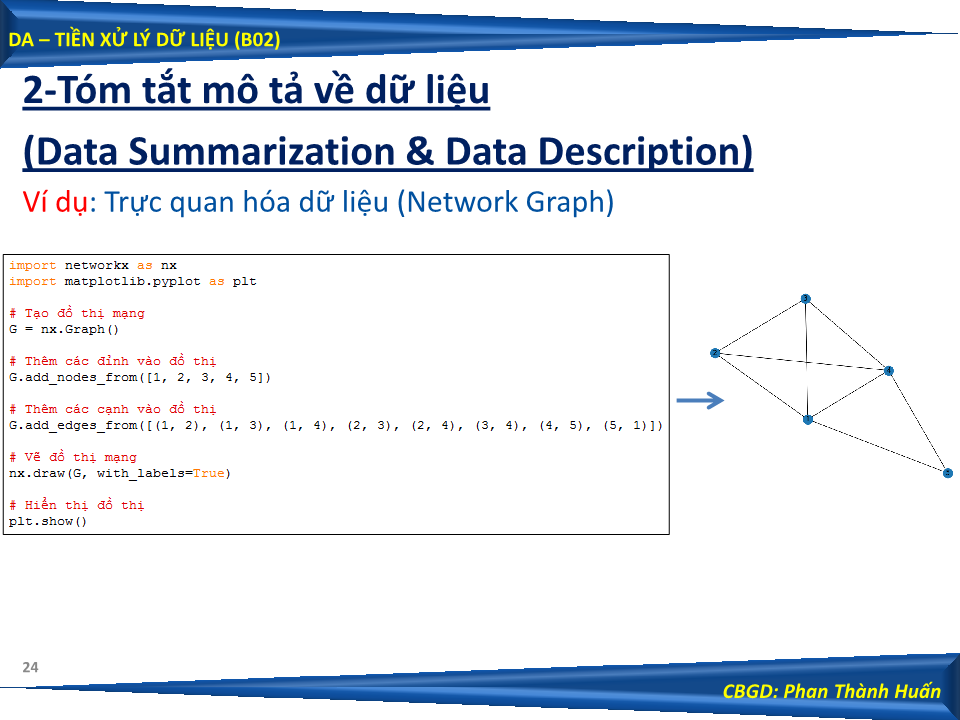 DA – TIỀN XỬ LÝ DỮ LIỆU (B02)
2-Tóm tắt mô tả về dữ liệu
(Data Summarization & Data Description)
Ví dụ: Trực quan hóa dữ liệu (Network Graph)
import networkx as nx
import matplotlib.pyplot as plt
# Tạo đồ thị mạng
G = nx.Graph()
# Thêm các đỉnh vào đồ thị
G.add_nodes_from([1, 2, 3, 4, 5])
# Thêm các cạnh vào đồ thị
G.add_edges_from([(1, 2), (1, 3), (1, 4), (2, 3), (2, 4), (3, 4), (4, 5), (5, 1)])
# Vẽ đồ thị mạng
nx.draw(G, with_labels=True)
# Hiển thị đồ thị
plt.show()
3
2
4
1
5
24
CBGD: Phan Thành Huấn